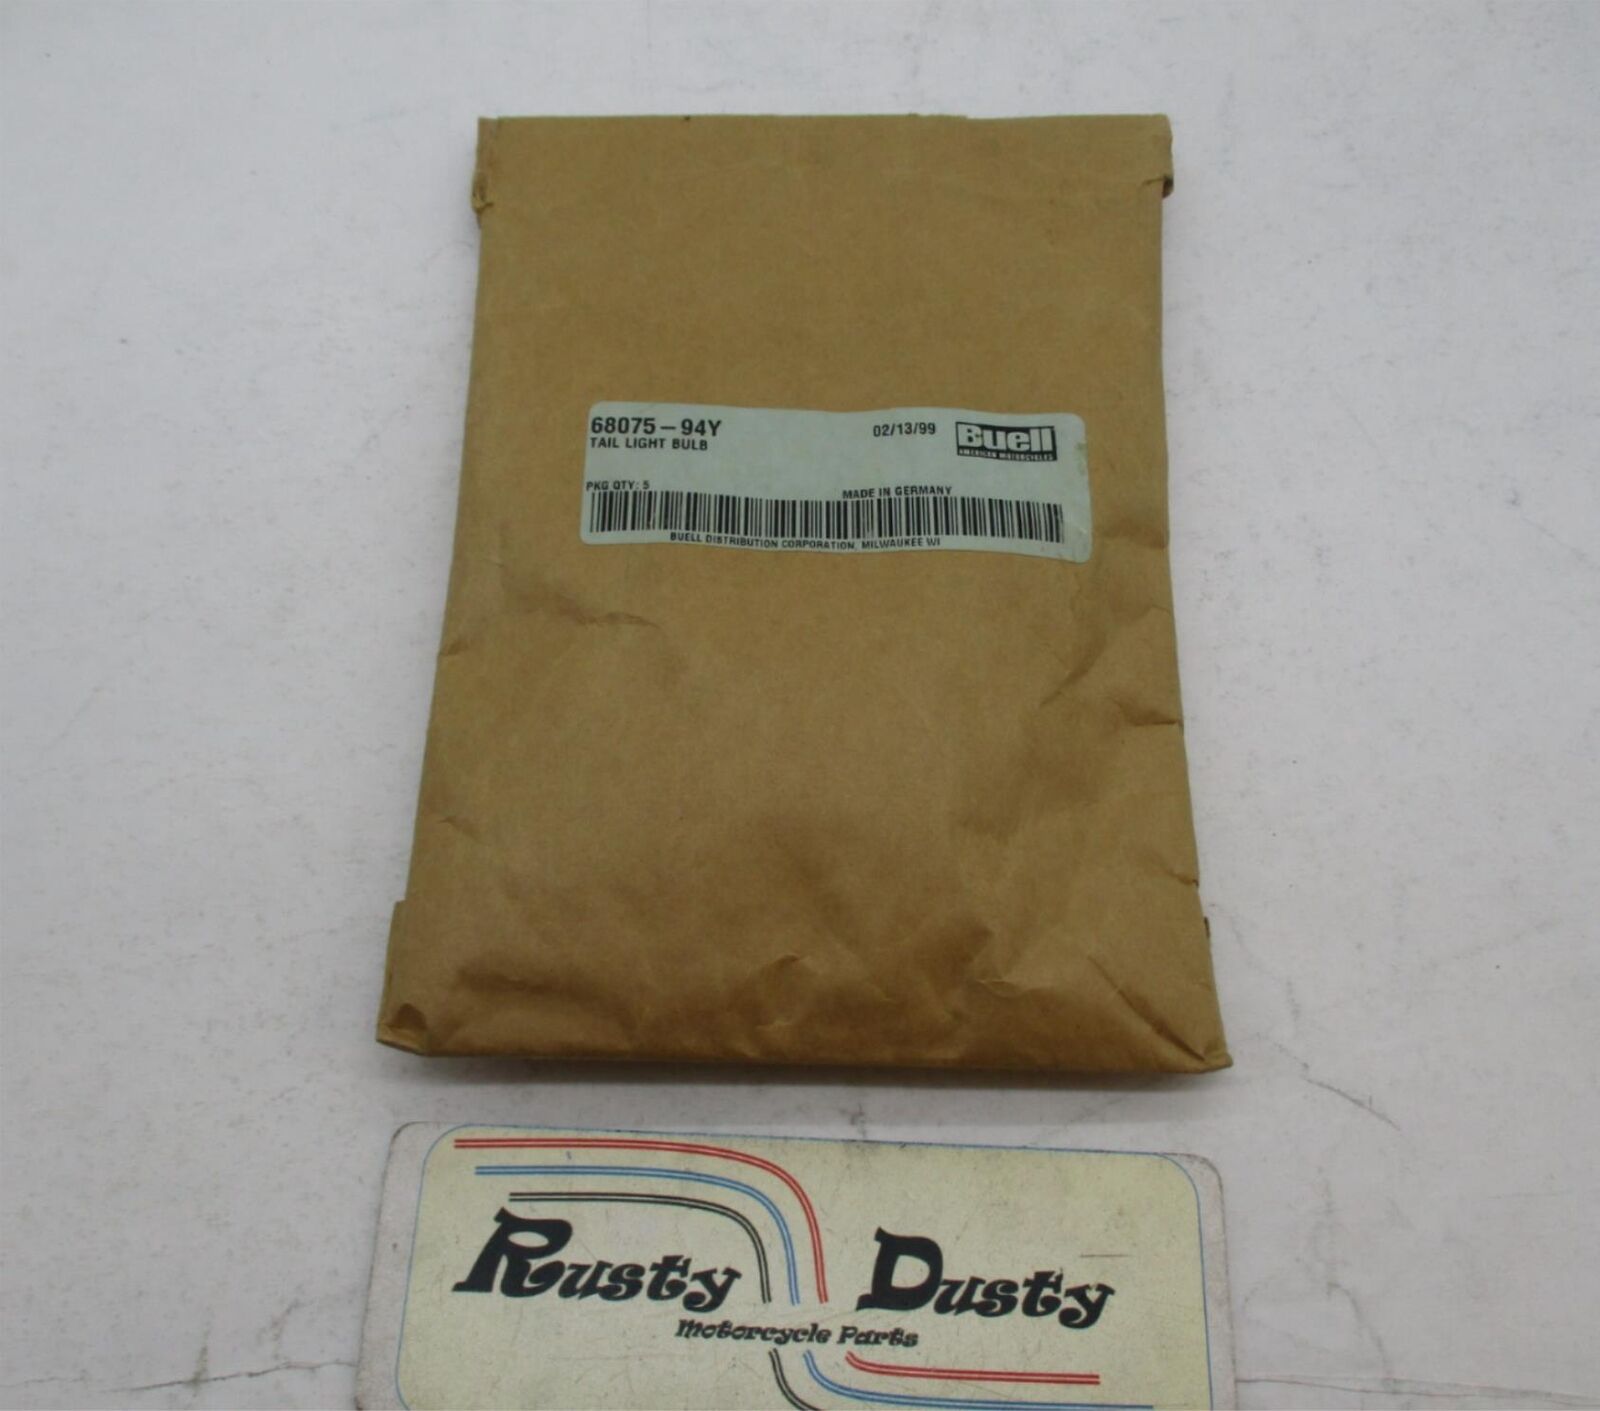 68075-94Y 02/13/99 Buell
TAIL LIGHT BULB AMERICAN MOTORCYCLES
PKG QTY: 5 MADE IN GERMANY
BUELL DISTRIBUTION CORPORATION, MILWAUKEE WI
Rusty Dusty
Motorcycle Parts